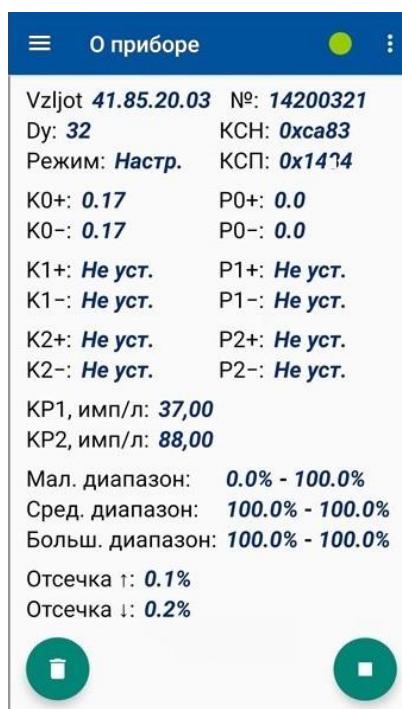 О приборе
Vzljot 41.85.20.03 №: 14200321
Dy: 32 КСН: 0xca83
Режим: Настр. КСП:
K0+: 0.17 P0+: 0.0
K0−: 0.17 P0−: 0.0
K1+: Не уст. P1+: Не уст.
K1−: Не уст. P1−: Не уст.
K2+: Не уст. P2+: Не уст.
K2−: Не уст. P2−: Не уст.
КР1, имп/л: 37,00
КР2, имп/л: 88,00
Мал. диапазон: 0.0% - 100.0%
Сред. диапазон: 100.0% - 100.0%
Больш. диапазон: 100.0% - 100.0%
Отсечка ↑: 0.1%
Отсечка ↓: 0.2%